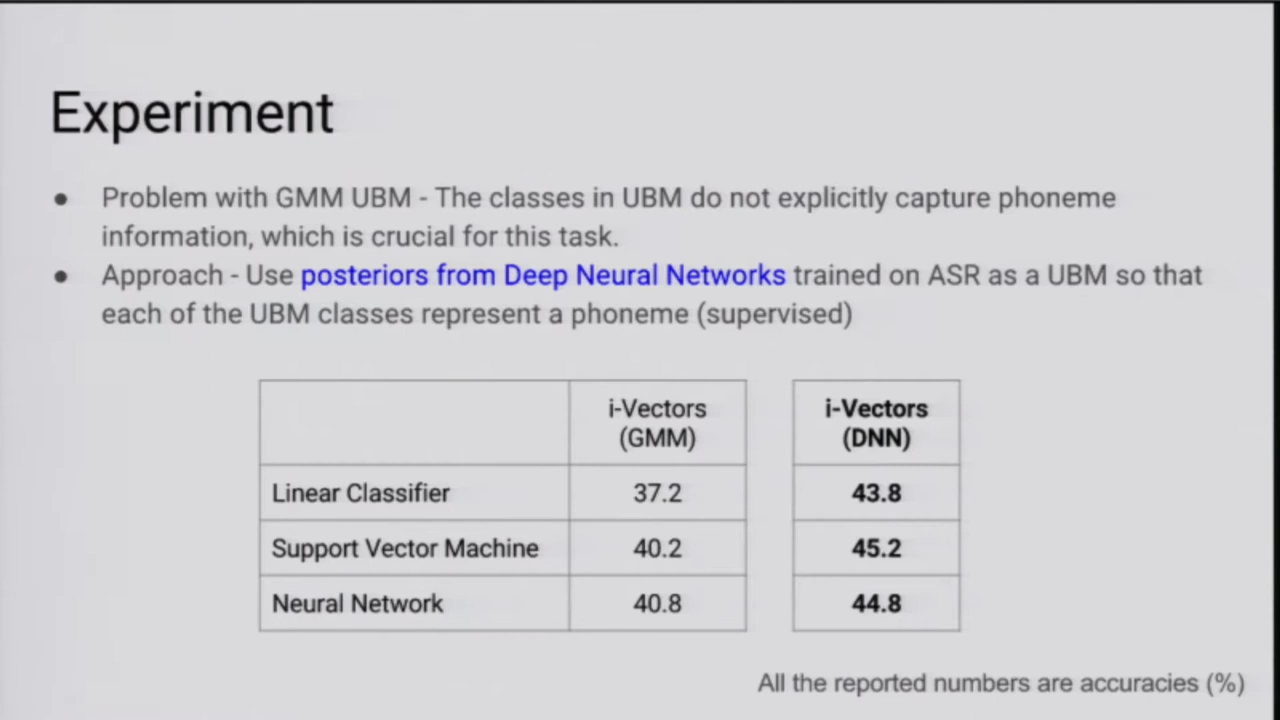 Experiment
● Problem with GMM UBM - The classes in UBM do not explicitly capture phoneme
information, which is crucial for this task.
● Approach - Use posteriors from Deep Neural Networks trained on ASR as a UBM so that
each of the UBM classes represent a phoneme (supervised)
i-Vectors (GMM) i-Vectors (DNN)
Linear Classifier 37.2 43.8
Support Vector Machine 40.2 45.2
Neural Network 40.8 44.8
All the reported numbers are accuracies (%)